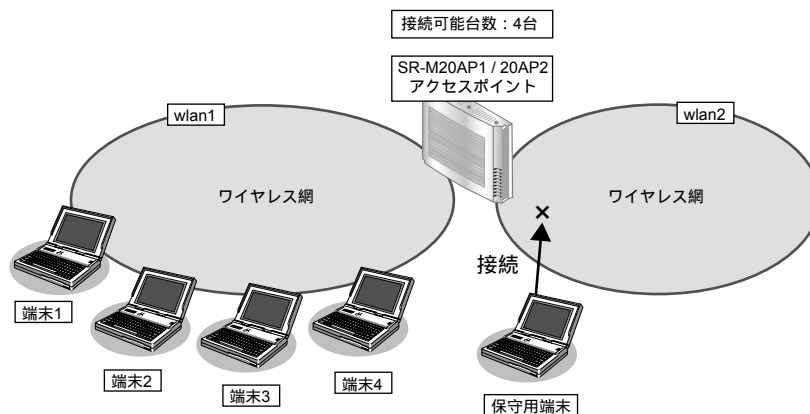 接続可能台数：4台
SR-M20AP1 / 20AP2
アクセスポイント
wlan1
wlan2
ワイヤレス網
ワイヤレス網
×
接続
端末1
端末2
端末3
端末4
保守用端末